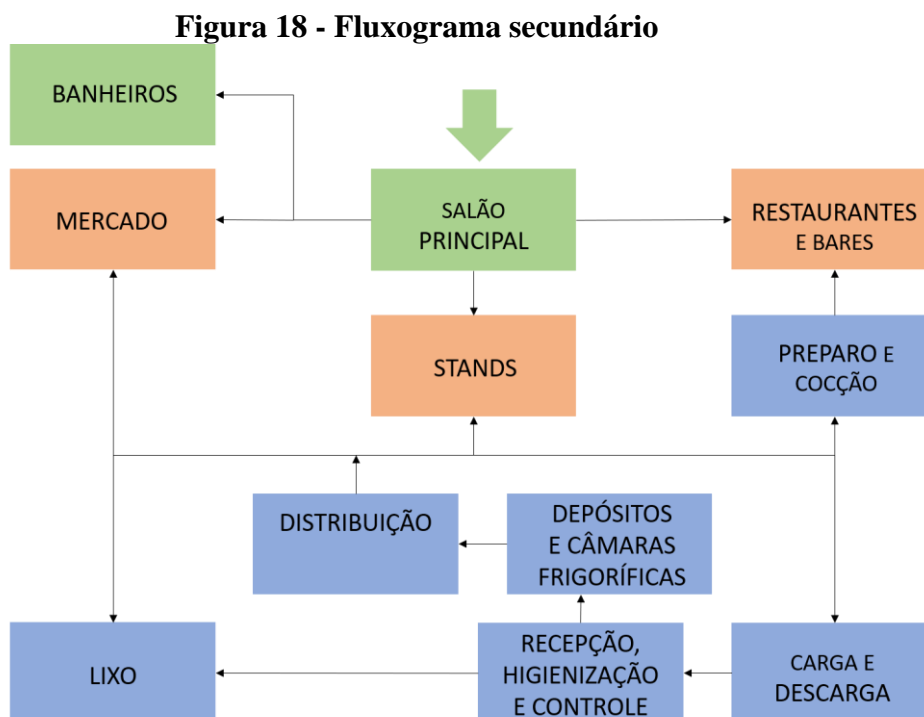 Figura 18 - Fluxograma secundário
BANHEIROS
MERCADO
SALÃO
PRINCIPAL
RESTAURANTES
E BARES
STANDS
PREPARO E
COCÇÃO
DISTRIBUIÇÃO
DEPÓSITOS
E CÂMARAS
FRIGORÍFICAS
LIXO
RECEPÇÃO,
HIGIENIZAÇÃO
E CONTROLE
CARGA E
DESCARGA